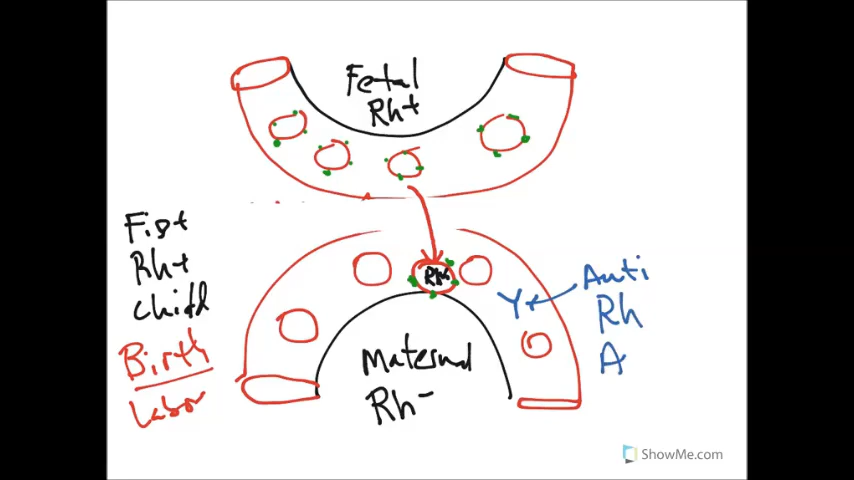 Fetal
Rh+
First
Rh+
Child
Birth
Labor
Rh+
Maternal
Rh-
Anti
Rh
A
Y
ShowMe.com